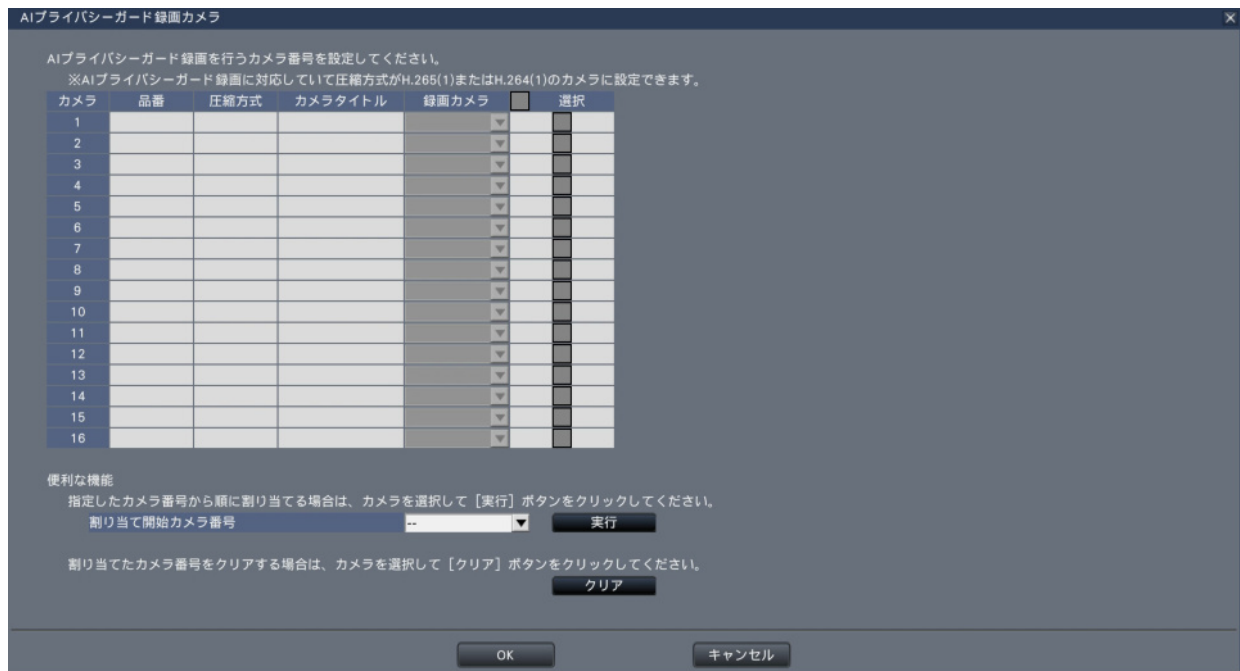 AIプライバシーガード録画カメラ
AIプライバシーガード録画を行うカメラ番号を設定してください。
※AIプライバシーガード録画に対応していて圧縮方式がH.265(1)またはH.264(1)のカメラに設定できます。
カメラ 品番 圧縮方式 カメラタイトル 録画カメラ 選択
1
2
3
4
5
6
7
8
9
10
11
12
13
14
15
16
便利な機能
指定したカメラ番号から順に割り当てる場合は、カメラを選択して［実行］ボタンをクリックしてください。
割り当て開始カメラ番号 -- 実行
割り当てたカメラ番号をクリアする場合は、カメラを選択して［クリア］ボタンをクリックしてください。
クリア
OK キャンセル